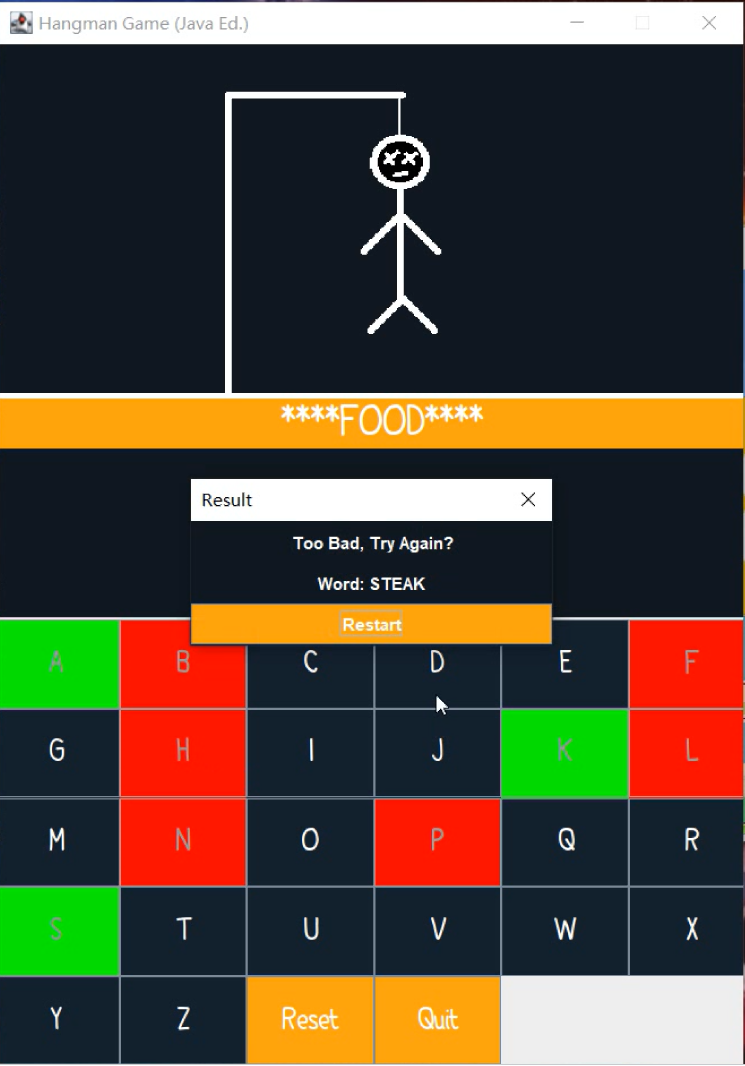 Hangman Game (Java Ed.)
****FOOD****
Result
Too Bad, Try Again?
Word: STEAK
Restart
A B C D E F
G H I J K L
M N O P Q R
S T U V W X
Y Z Reset Quit